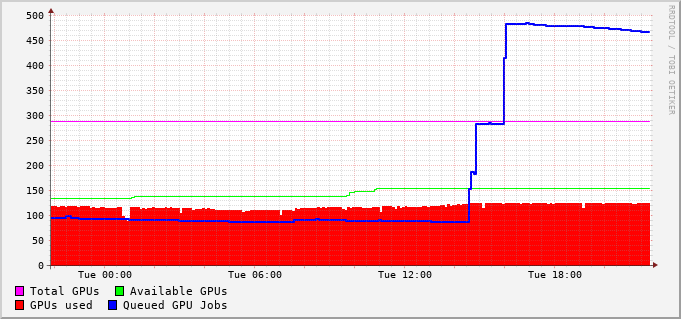 500
450
400
350
300
250
200
150
100
50
0
Tue 00:00 Tue 06:00 Tue 12:00 Tue 18:00
Total GPUs Available GPUs
GPUs used Queued GPU Jobs
RRDTOOL / TOBI OETIKER